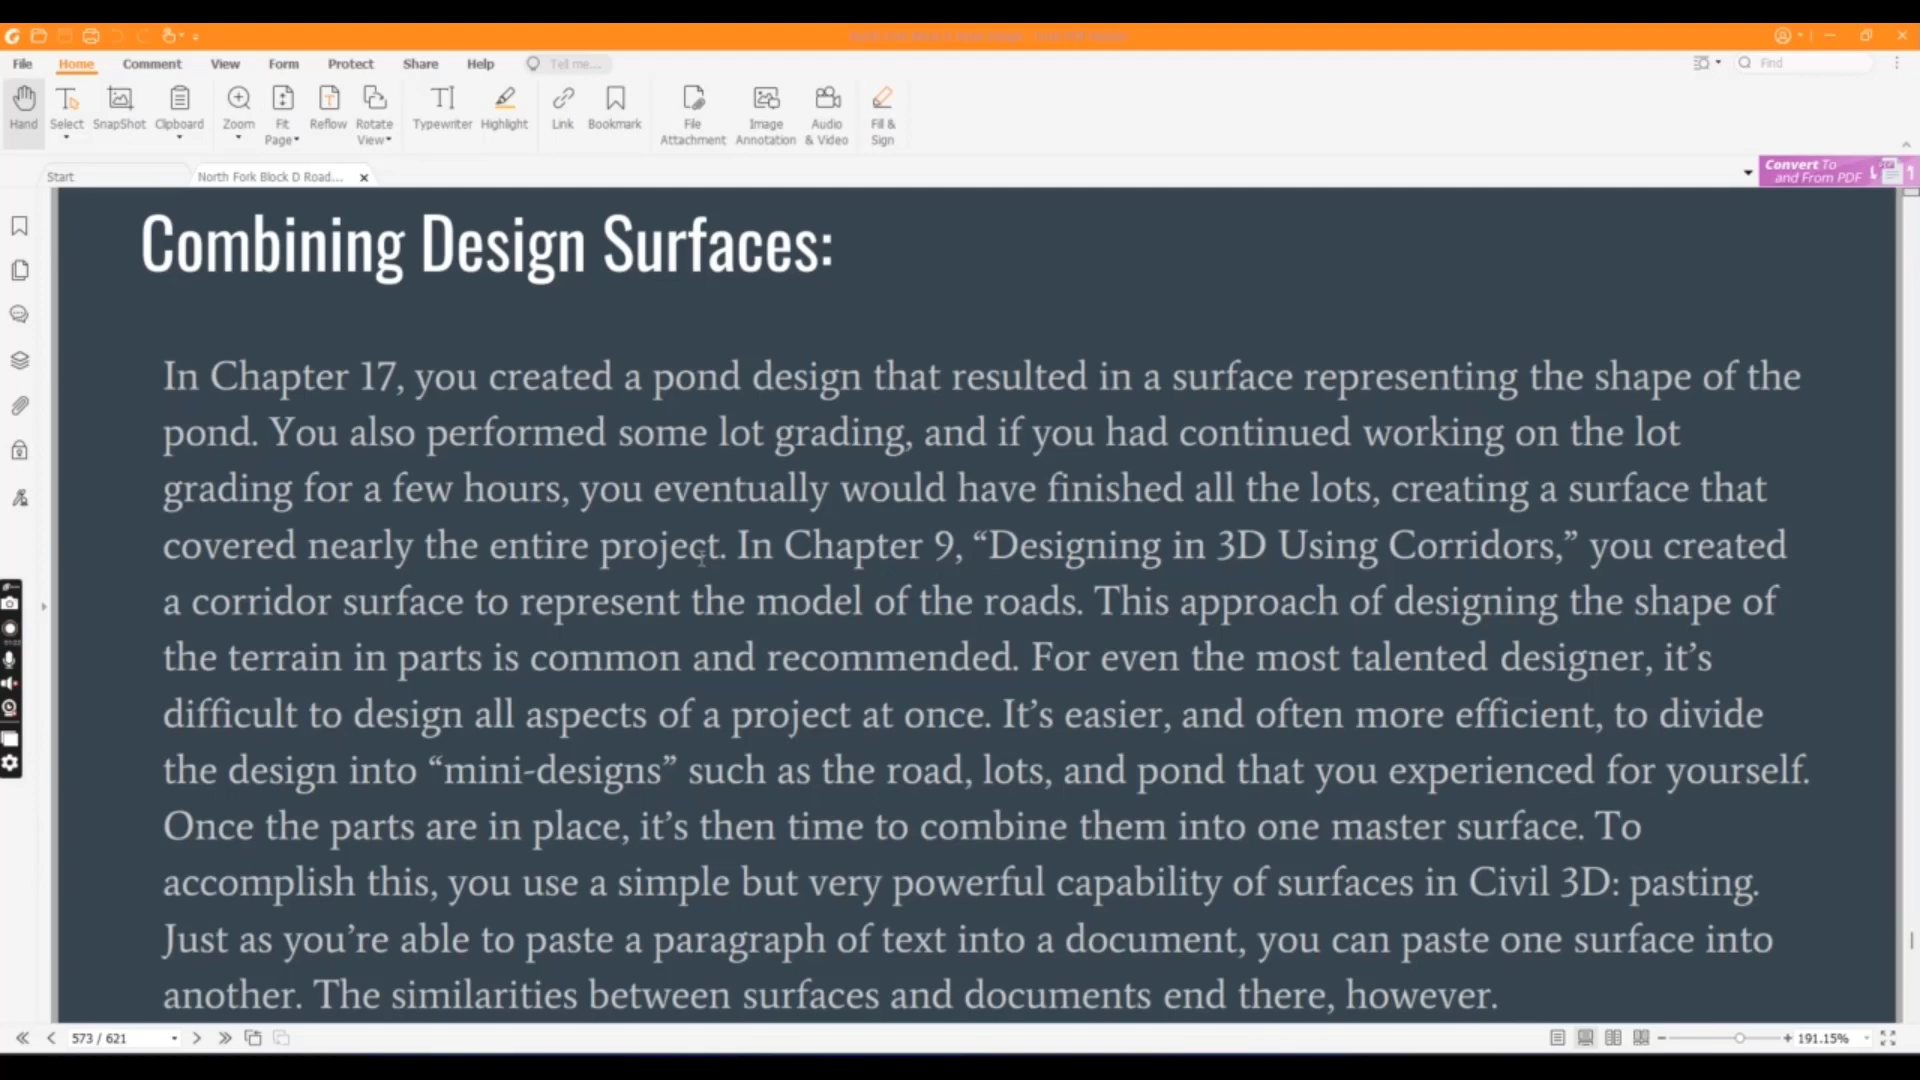 File Home Comment View Form Protect Share Help Tell me... Find
Hand Select SnapShot Clipboard Zoom Fit Page Reflow Rotate View Typewriter Highlight Link Bookmark File Attachment Image Annotation Audio & Video Fill & Sign
Start North Fork Block D Road... Convert To and From PDF
Combining Design Surfaces:
In Chapter 17, you created a pond design that resulted in a surface representing the shape of the
pond. You also performed some lot grading, and if you had continued working on the lot
grading for a few hours, you eventually would have finished all the lots, creating a surface that
covered nearly the entire project. In Chapter 9, “Designing in 3D Using Corridors,” you created
a corridor surface to represent the model of the roads. This approach of designing the shape of
the terrain in parts is common and recommended. For even the most talented designer, it’s
difficult to design all aspects of a project at once. It’s easier, and often more efficient, to divide
the design into “mini-designs” such as the road, lots, and pond that you experienced for yourself.
Once the parts are in place, it’s then time to combine them into one master surface. To
accomplish this, you use a simple but very powerful capability of surfaces in Civil 3D: pasting.
Just as you’re able to paste a paragraph of text into a document, you can paste one surface into
another. The similarities between surfaces and documents end there, however.
573 / 621 191.15%